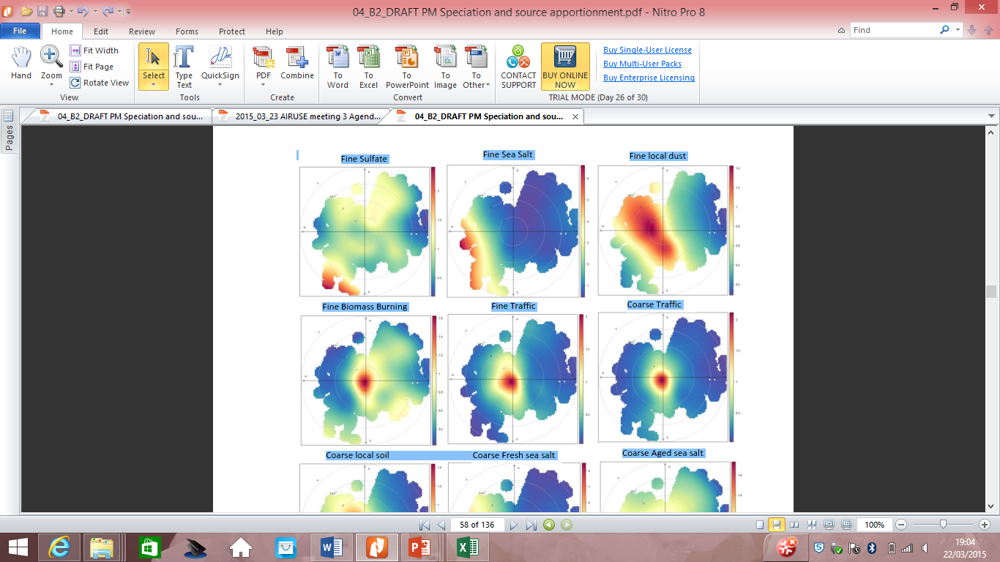 04_B2_DRAFT PM Speciation and source apportionment.pdf - Nitro Pro 8
File Home Edit Review Forms Protect Help
Find
Hand
Zoom
Fit Width
Fit Page
Rotate View
View
Select
Type Text
QuickSign
Tools
PDF
Combine
Create
To Word
To Excel
To PowerPoint
To Image
To Other
Convert
CONTACT SUPPORT
BUY ONLINE NOW
Buy Single-User License
Buy Multi-User Packs
Buy Enterprise Licensing
TRIAL MODE (Day 26 of 30)
04_B2_DRAFT PM Speciation and sou...
2015_03_23 AIRUSE meeting 3 Agend...
04_B2_DRAFT PM Speciation and sou...
Pages
Fine Sulfate
Fine Sea Salt
Fine local dust
Fine Biomass Burning
Fine Traffic
Coarse Traffic
Coarse local soil
Coarse Fresh sea salt
Coarse Aged sea salt
58 of 136
100%
19:04
22/03/2015